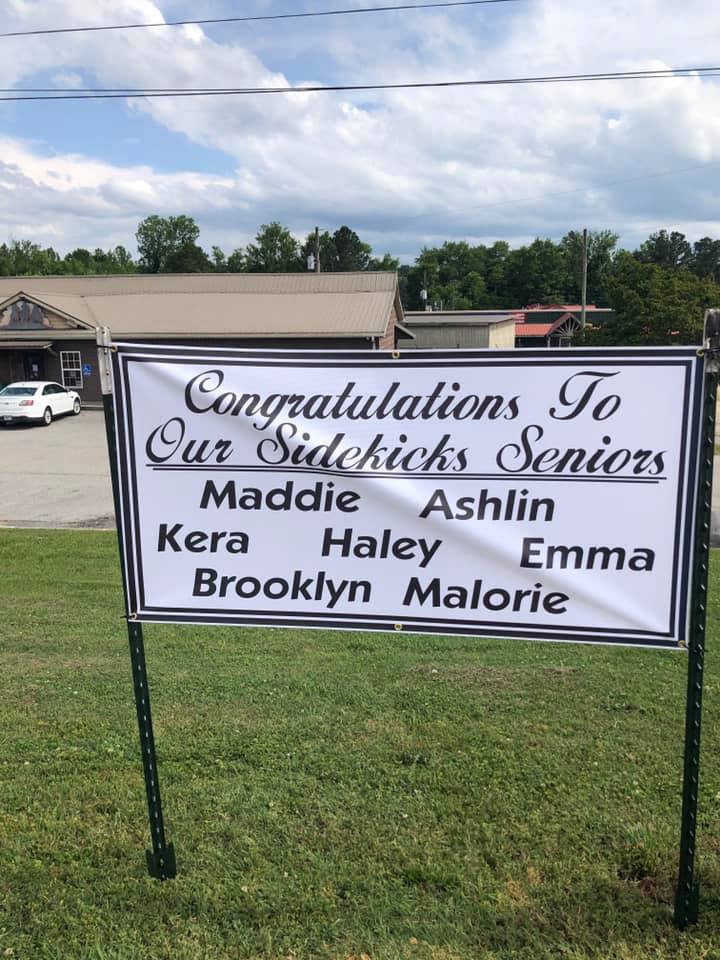 Congratulations To
Our Sidekicks Seniors
Maddie Ashlin
Kera Haley Emma
Brooklyn Malorie